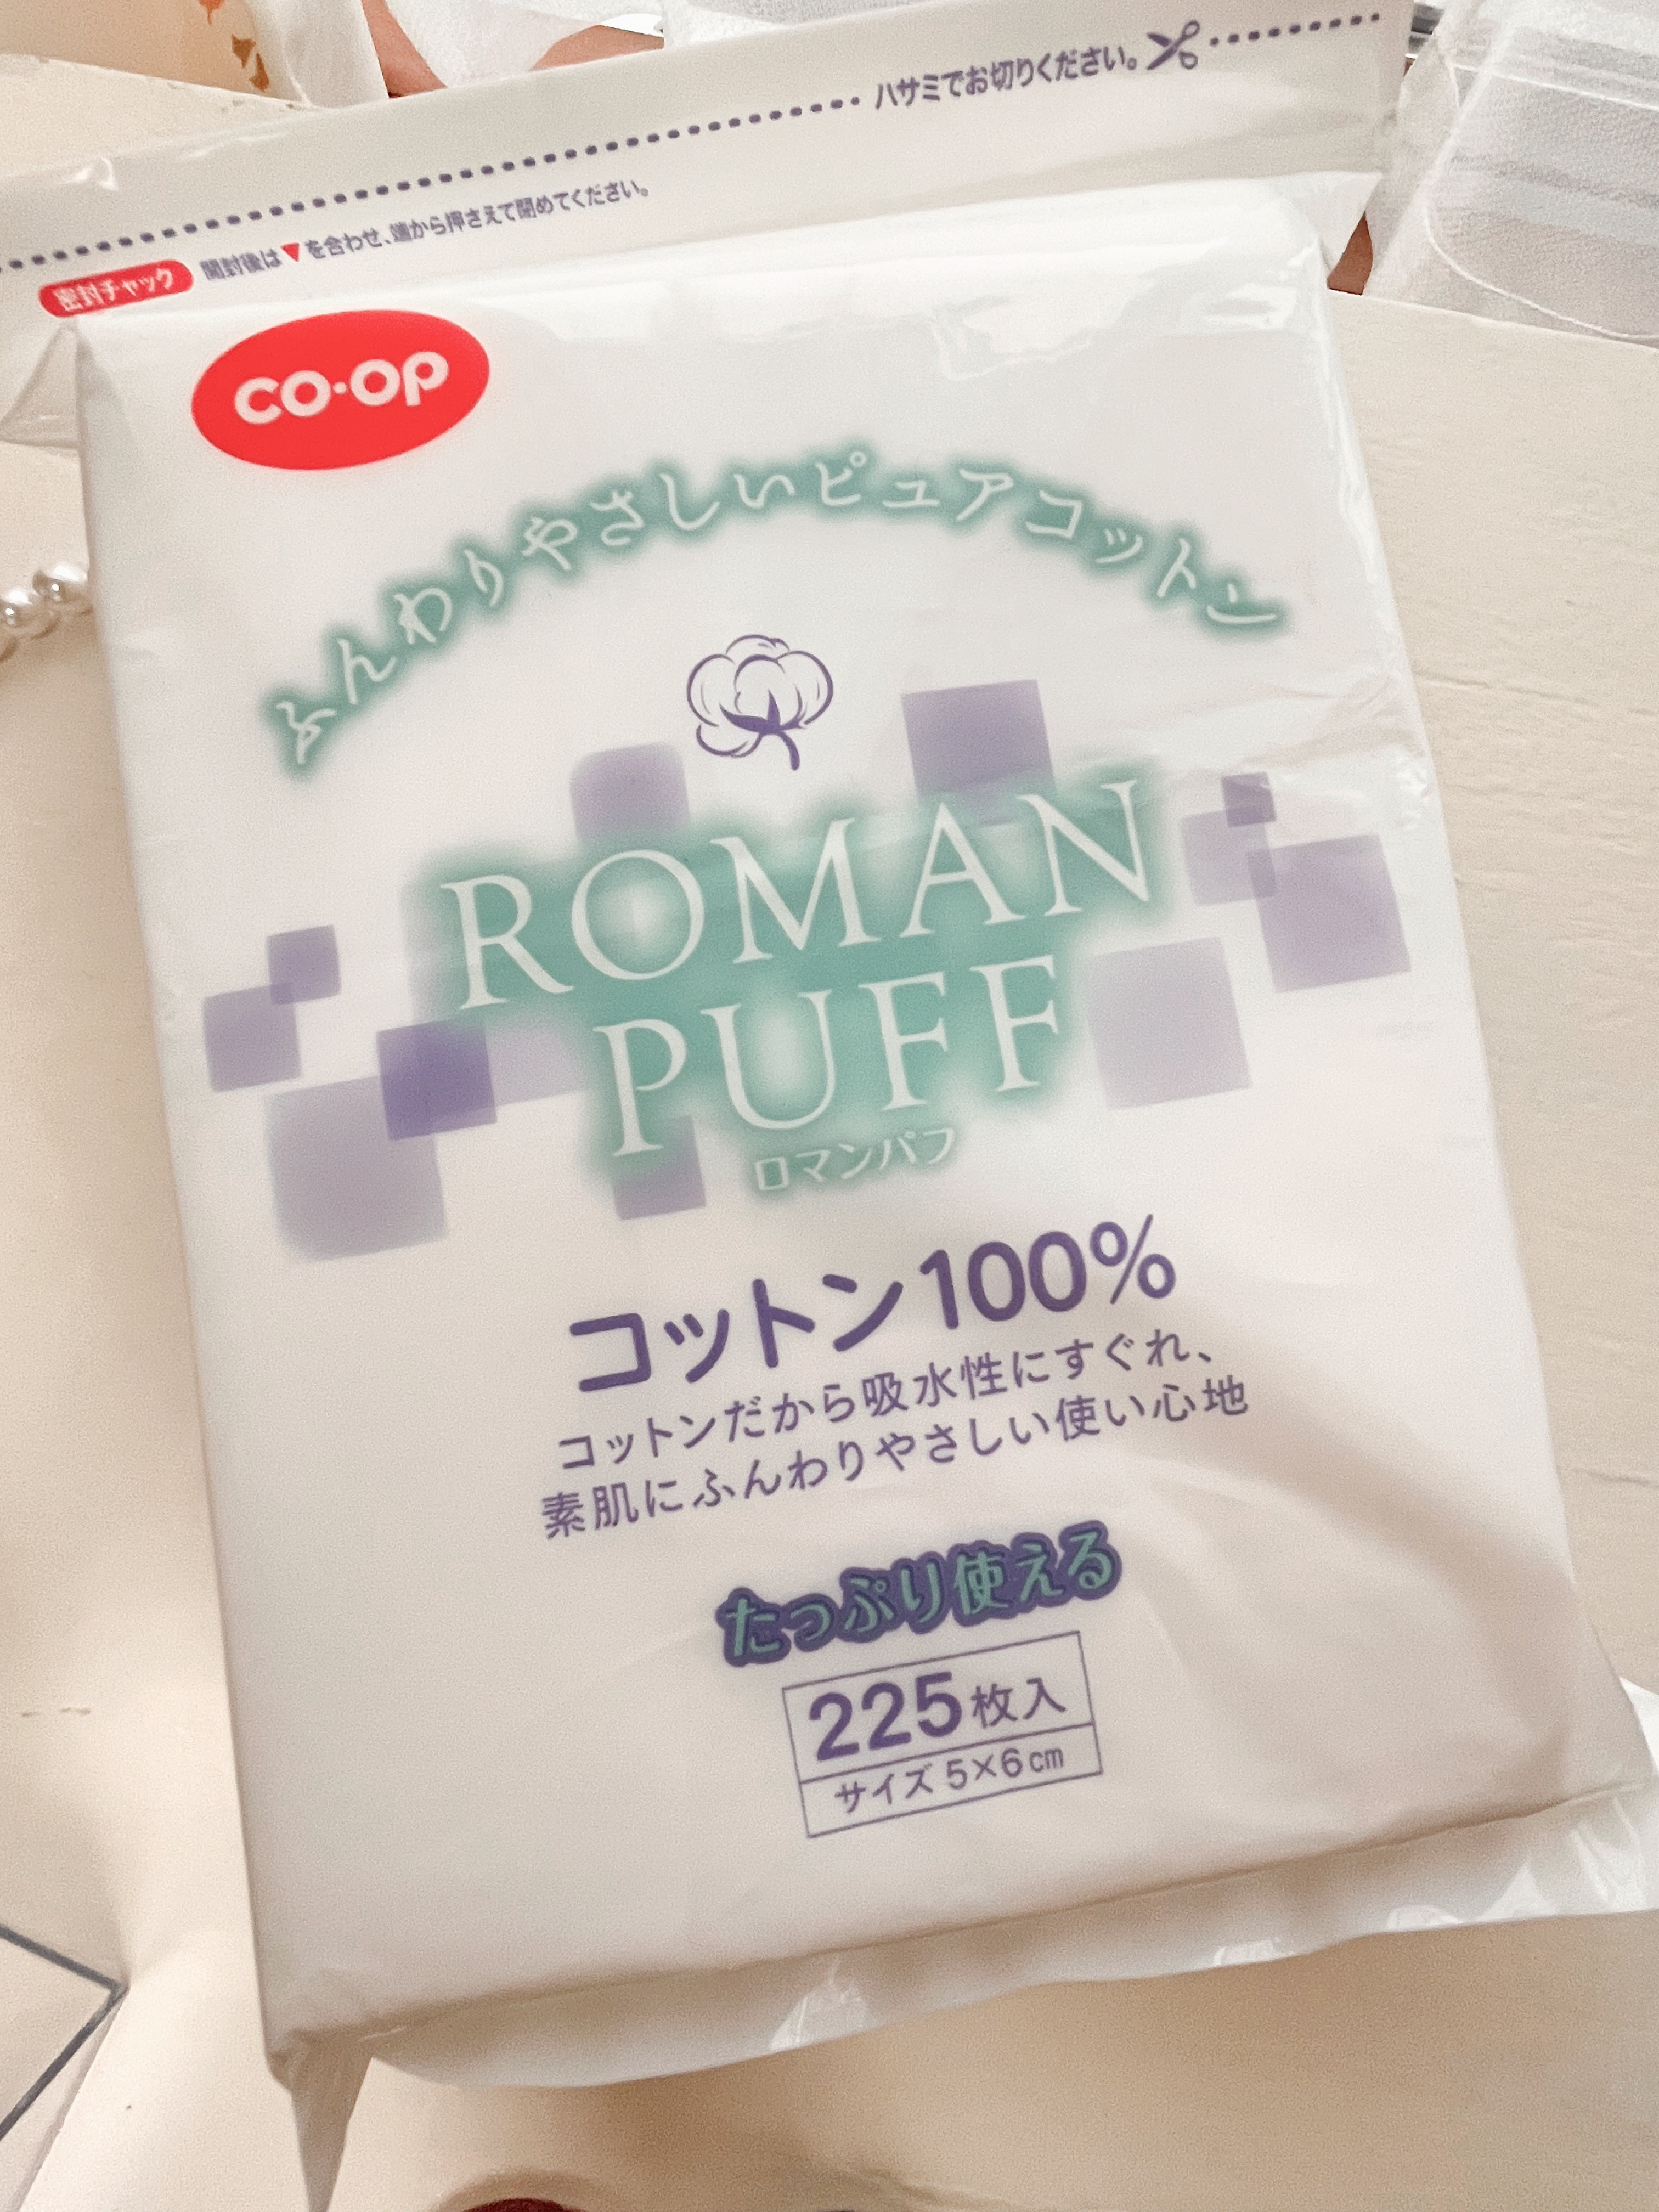 ハサミでお切りください。
密封チャック 開封後は▼を合わせ、端から押さえて閉めてください。
CO・OP
ふんわりやさしいピュアコットン
ROMAN
PUFF
ロマンパフ
コットン100%
コットンだから吸水性にすぐれ、
素肌にふんわりやさしい使い心地
たっぷり使える
225枚入
サイズ 5×6cm